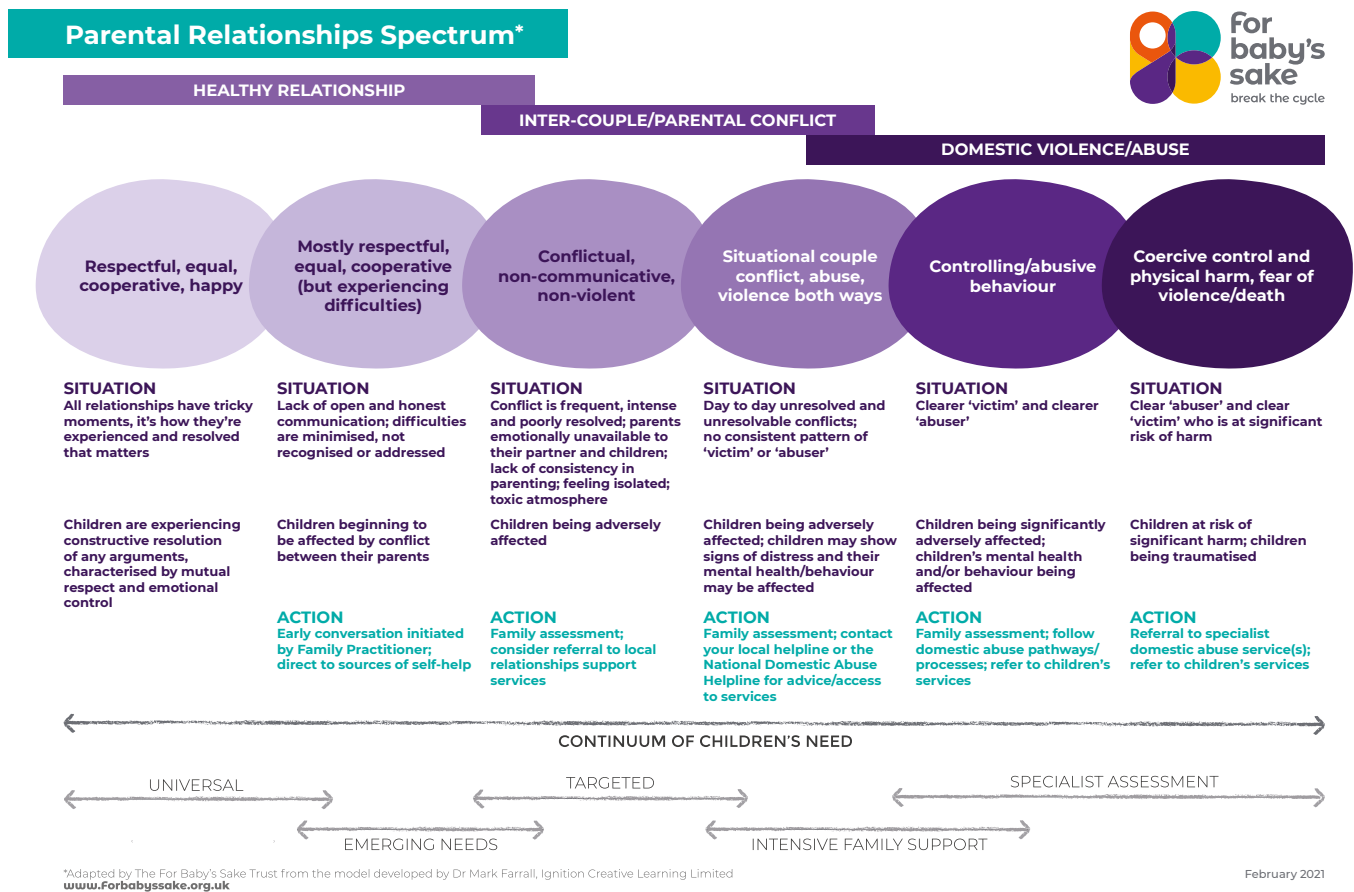 Parental Relationships Spectrum*
for
baby's
sake
break the cycle
HEALTHY RELATIONSHIP
INTER-COUPLE/PARENTAL CONFLICT
DOMESTIC VIOLENCE/ABUSE
Respectful, equal,
cooperative, happy
Mostly respectful,
equal, cooperative
(but experiencing
difficulties)
Conflictual,
non-communicative,
non-violent
Situational couple
conflict, abuse,
violence both ways
Controlling/abusive
behaviour
Coercive control and
physical harm, fear of
violence/death
SITUATION
All relationships have tricky
moments, it's how they're
experienced and resolved
that matters
Children are experiencing
constructive resolution
of any arguments,
characterised by mutual
respect and emotional
control
SITUATION
Lack of open and honest
communication; difficulties
are minimised, not
recognised or addressed
Children beginning to
be affected by conflict
between their parents
ACTION
Early conversation initiated
by Family Practitioner;
direct to sources of self-help
SITUATION
Conflict is frequent, intense
and poorly resolved; parents
emotionally unavailable to
their partner and children;
lack of consistency in
parenting; feeling isolated;
toxic atmosphere
Children being adversely
affected
ACTION
Family assessment;
consider referral to local
relationships support
services
SITUATION
Day to day unresolved and
unresolvable conflicts;
no consistent pattern of
‘victim’ or ‘abuser’
Children being adversely
affected; children may show
signs of distress and their
mental health/behaviour
may be affected
ACTION
Family assessment; contact
your local helpline or the
National Domestic Abuse
Helpline for advice/access
to services
SITUATION
Clearer ‘victim’ and clearer
‘abuser’
Children being significantly
adversely affected;
children’s mental health
and/or behaviour being
affected
ACTION
Family assessment; follow
domestic abuse pathways/
processes; refer to children’s
services
SITUATION
Clear ‘abuser’ and clear
‘victim’ who is at significant
risk of harm
Children at risk of
significant harm; children
being traumatised
ACTION
Referral to specialist
domestic abuse service(s);
refer to children’s services
CONTINUUM OF CHILDREN’S NEED
UNIVERSAL
TARGETED
SPECIALIST ASSESSMENT
EMERGING NEEDS
INTENSIVE FAMILY SUPPORT
*Adapted by The For Baby’s Sake Trust from the model developed by Dr Mark Farrall, Ignition Creative Learning Limited
www.forbabyssake.org.uk
February 2021